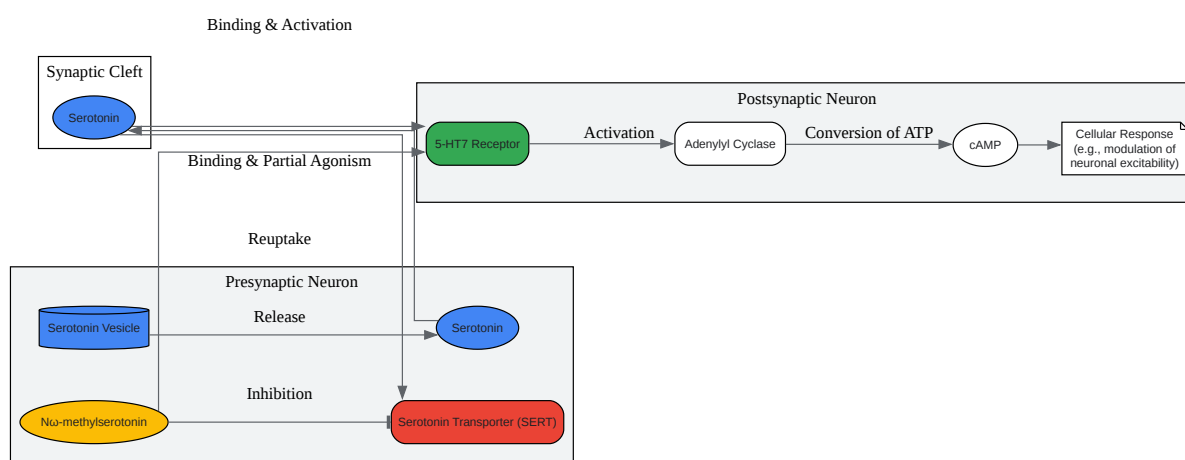 Binding & Activation
Synaptic Cleft
Serotonin
Postsynaptic Neuron
5-HT7 Receptor
Activation
Adenylyl Cyclase
Conversion of ATP
cAMP
Cellular Response
(e.g., modulation of
neuronal excitability)
Binding & Partial Agonism
Reuptake
Presynaptic Neuron
Serotonin Vesicle
Release
Serotonin
Nω-methylserotonin
Inhibition
Serotonin Transporter (SERT)